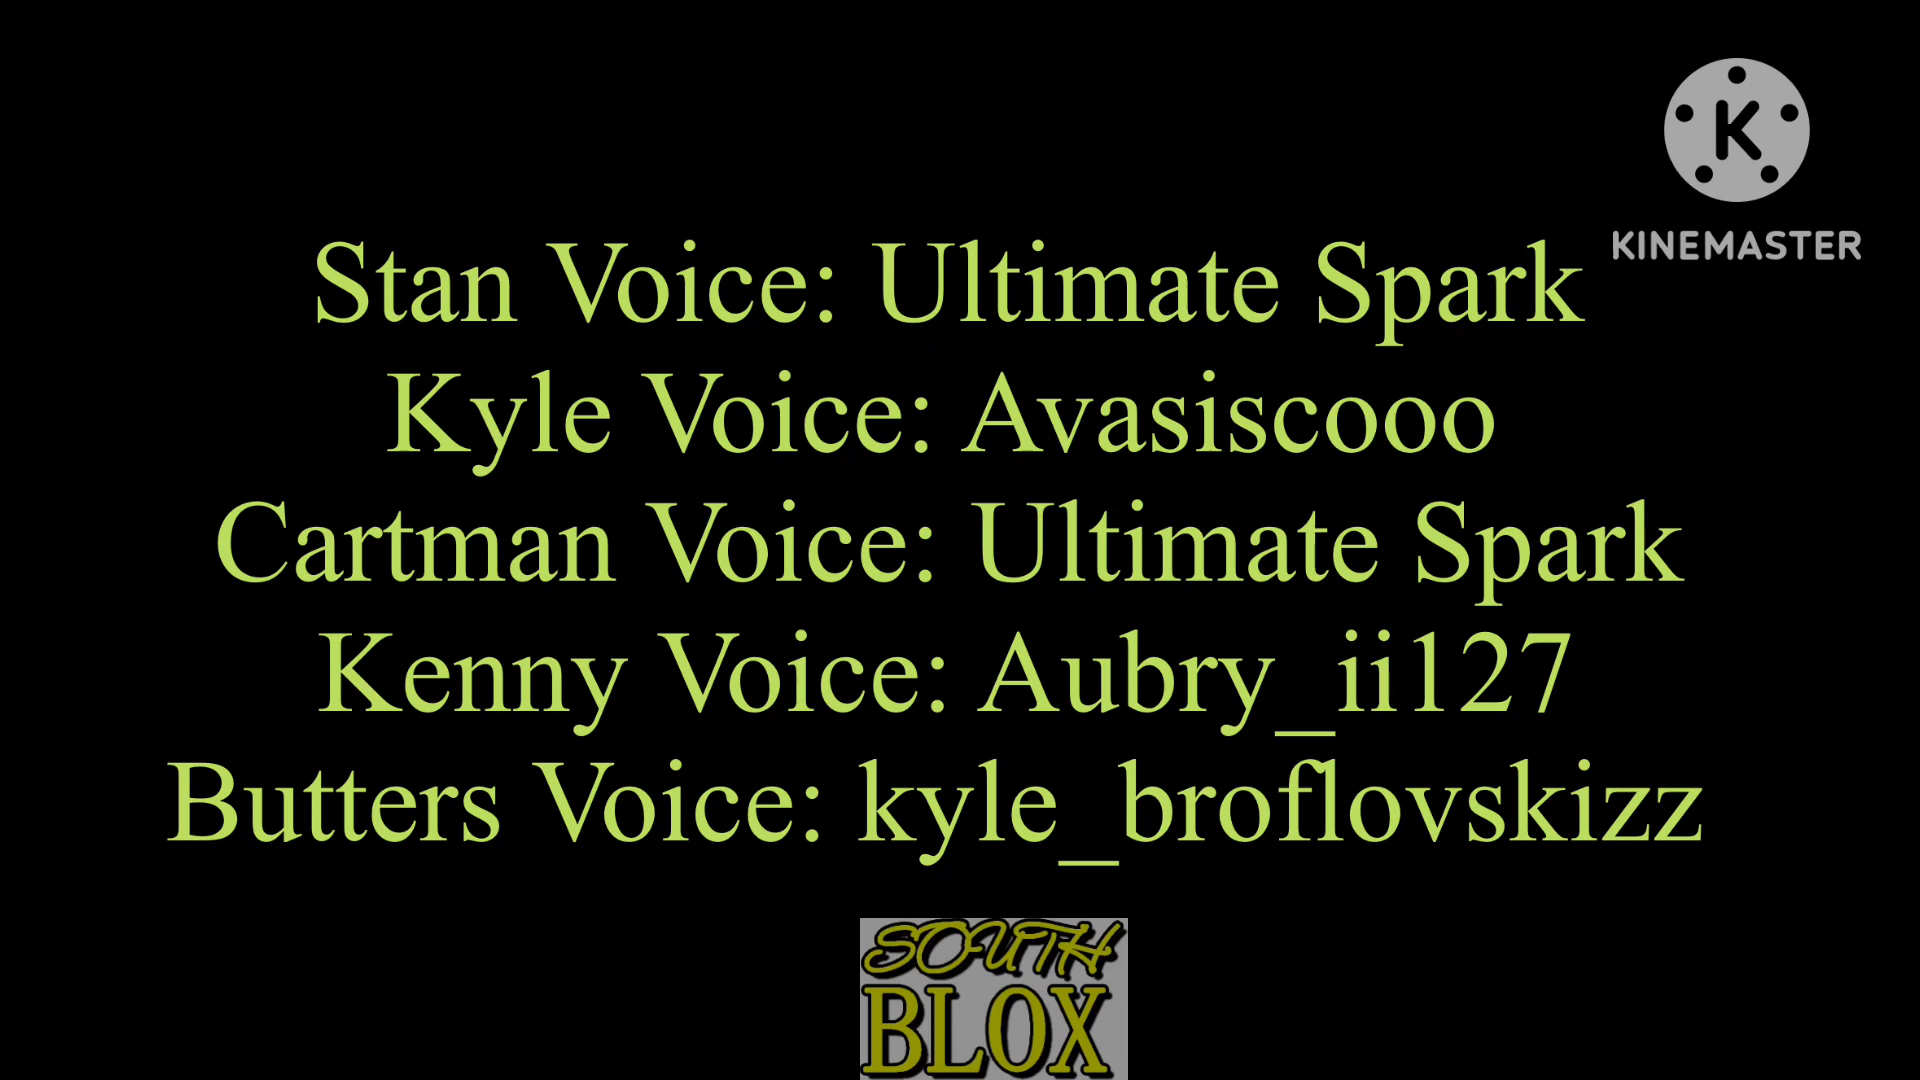 K
KINEMASTER
Stan Voice: Ultimate Spark
Kyle Voice: Avasiscooo
Cartman Voice: Ultimate Spark
Kenny Voice: Aubry_ii127
Butters Voice: kyle_broflovskizz
SOUTH
BLOX